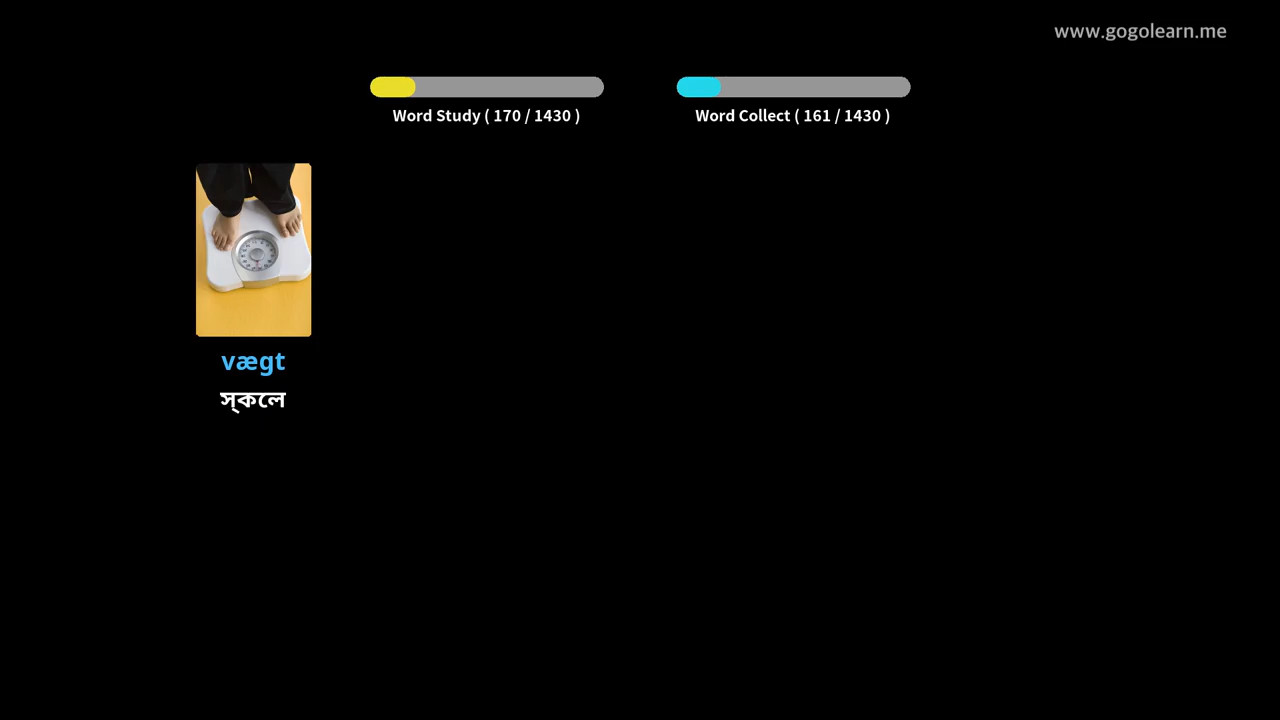 www.gogolearn.me
Word Study ( 170 / 1430 )
Word Collect ( 161 / 1430 )
vægt
স্কলে